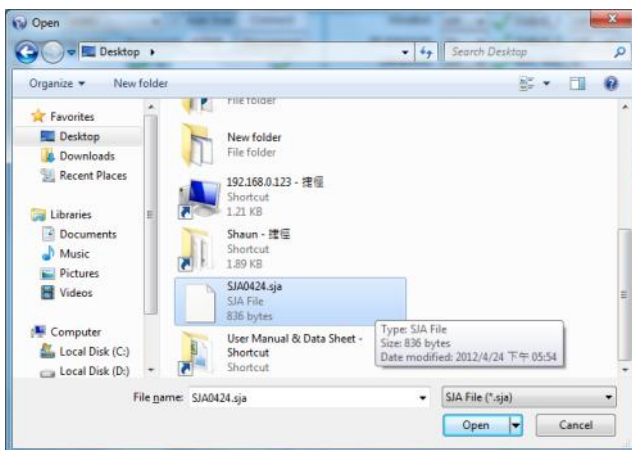 Open
Desktop
Search Desktop
Organize
New folder
Favorites
Desktop
Downloads
Recent Places
Libraries
Documents
Music
Pictures
Videos
Computer
Local Disk (C:)
Local Disk (D:)
File folder
New folder
File folder
192.168.0.123 - 捷徑
Shortcut
1.21 KB
Shaun - 捷徑
Shortcut
1.89 KB
SJA0424.sja
SJA File
836 bytes
User Manual & Data Sheet -
Shortcut
Shortcut
Type: SJA File
Size: 836 bytes
Date modified: 2012/4/24 下午 05:54
File name: SJA0424.sja
SJA File (*.sja)
Open
Cancel